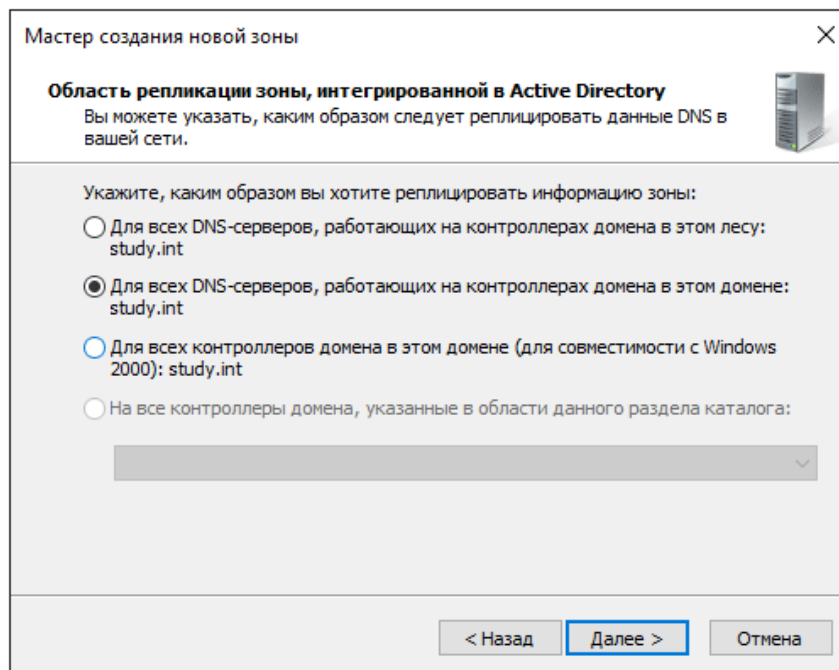 Мастер создания новой зоны
Область репликации зоны, интегрированной в Active Directory
Вы можете указать, каким образом следует реплицировать данные DNS в
вашей сети.
Укажите, каким образом вы хотите реплицировать информацию зоны:
Для всех DNS-серверов, работающих на контроллерах домена в этом лесу:
study.int
Для всех DNS-серверов, работающих на контроллерах домена в этом домене:
study.int
Для всех контроллеров домена в этом домене (для совместимости с Windows
2000): study.int
На все контроллеры домена, указанные в области данного раздела каталога:
< Назад
Далее >
Отмена